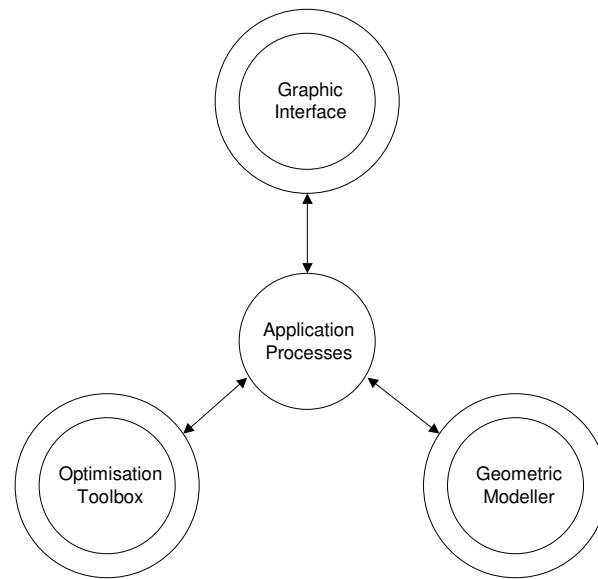 Graphic
Interface
Application
Processes
Optimisation
Toolbox
Geometric
Modeller